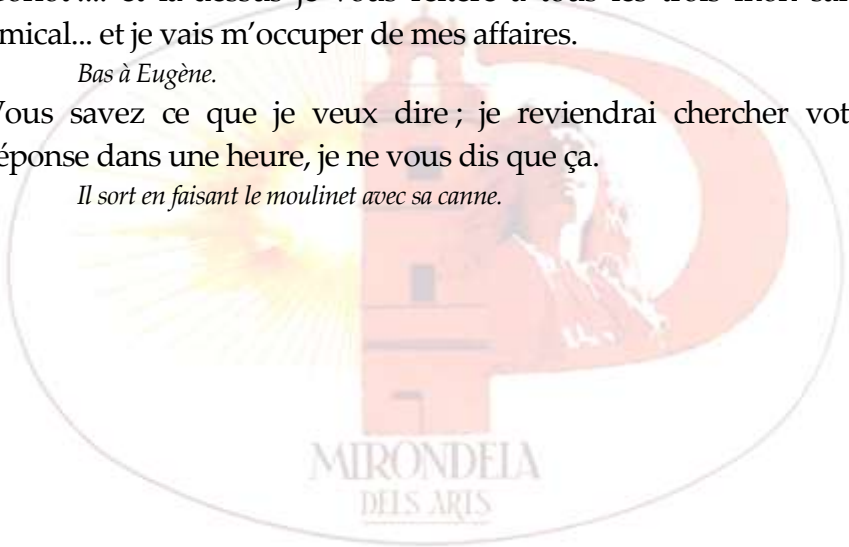 amical... et je vais m’occuper de mes affaires.
Bas à Eugène.
Vous savez ce que je veux dire ; je reviendrai chercher vot
réponse dans une heure, je ne vous dis que ça.
Il sort en faisant le moulinet avec sa canne.
MIRONDELA
DELS ARTS